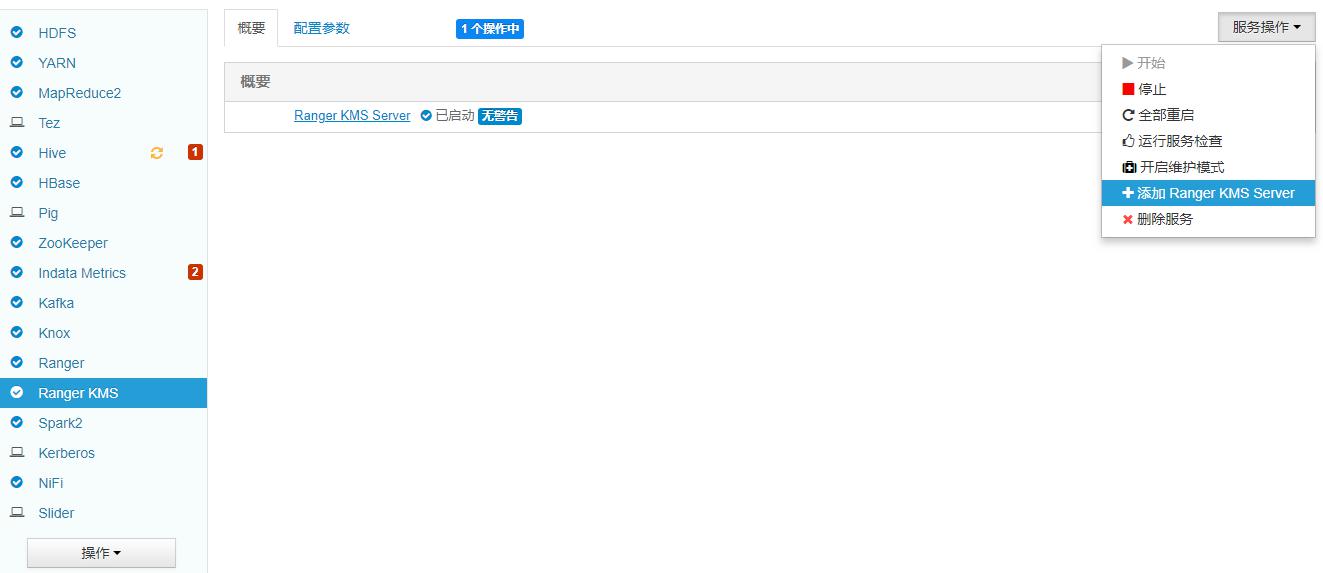 HDFS
YARN
MapReduce2
Tez
Hive 1
HBase
Pig
ZooKeeper
Indata Metrics 2
Kafka
Knox
Ranger
Ranger KMS
Spark2
Kerberos
NiFi
Slider
操作
概要 配置参数 1 个操作中 服务操作
概要
Ranger KMS Server 已启动 无警告
开始
停止
全部重启
运行服务检查
开启维护模式
添加 Ranger KMS Server
删除服务